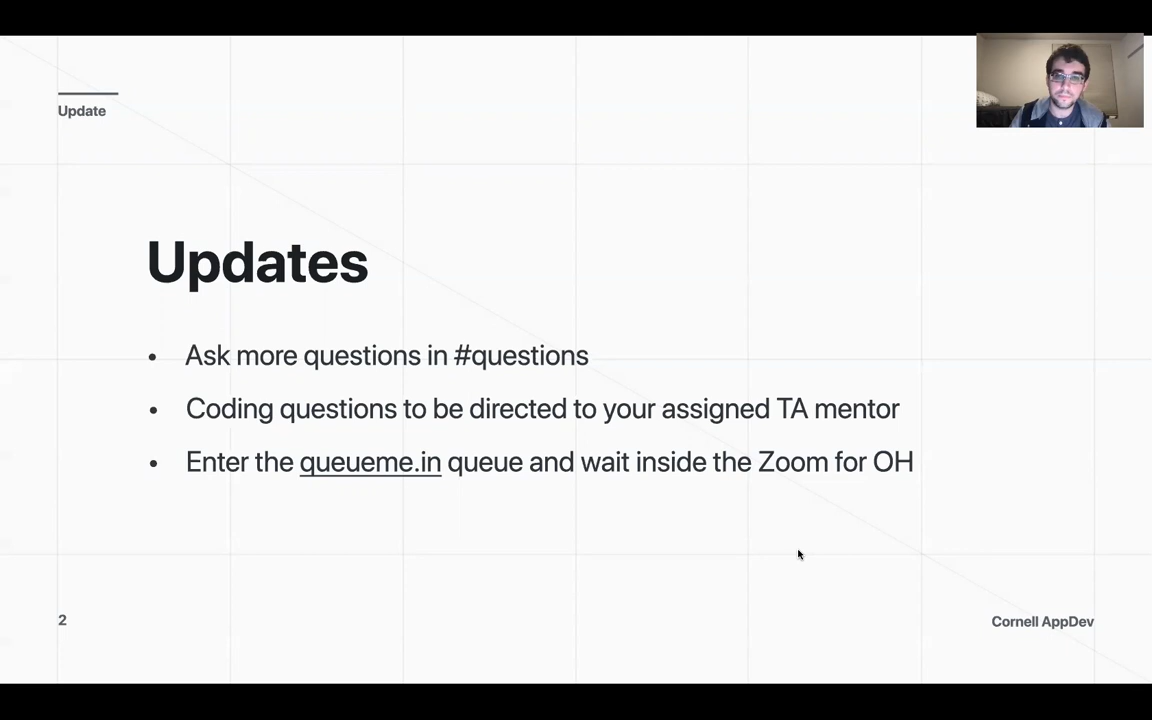 Update
Updates
• Ask more questions in #questions
• Coding questions to be directed to your assigned TA mentor
• Enter the queueme.in queue and wait inside the Zoom for OH
2
Cornell AppDev